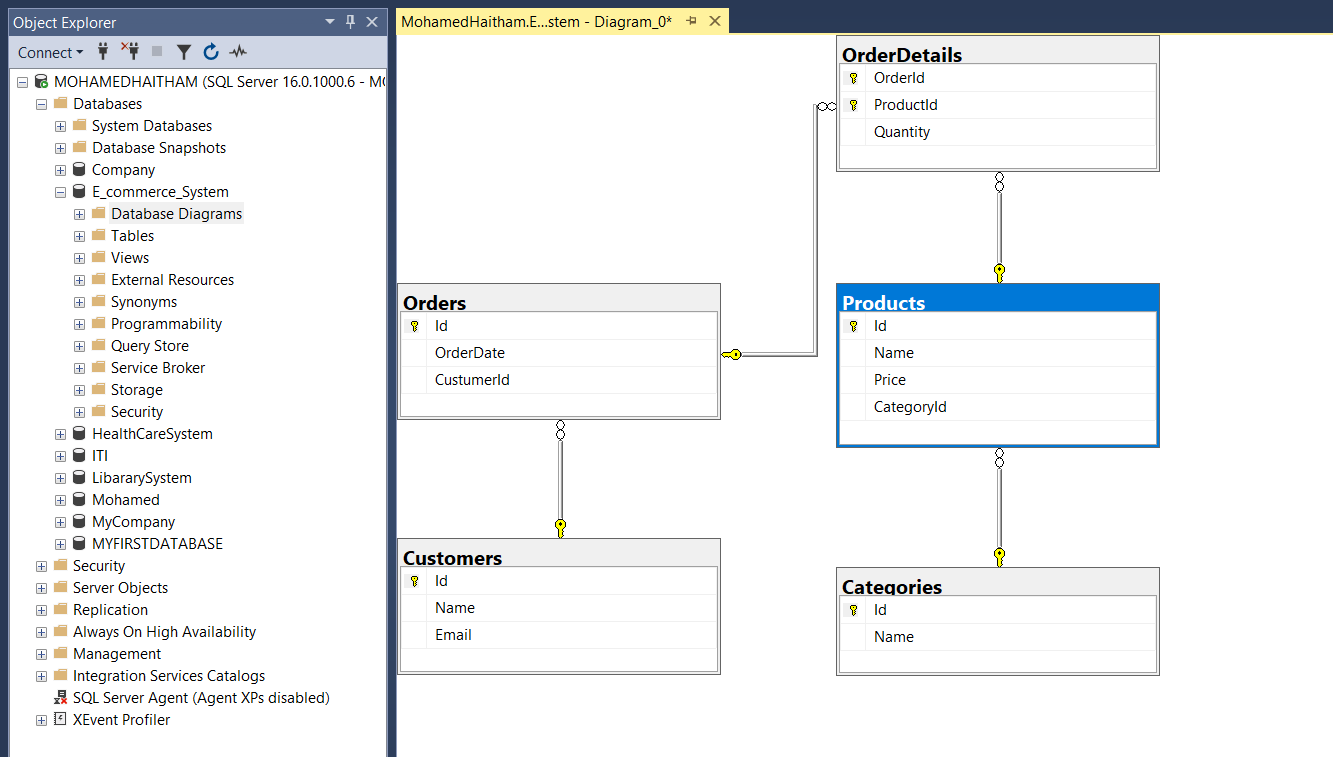 Object Explorer
Connect
MOHAMEDHAITHAM (SQL Server 16.0.1000.6 - MO
Databases
System Databases
Database Snapshots
Company
E_commerce_System
Database Diagrams
Tables
Views
External Resources
Synonyms
Programmability
Query Store
Service Broker
Storage
Security
HealthCareSystem
ITI
LibararySystem
Mohamed
MyCompany
MYFIRSTDATABASE
Security
Server Objects
Replication
Always On High Availability
Management
Integration Services Catalogs
SQL Server Agent (Agent XPs disabled)
XEvent Profiler
MohamedHaitham.E...stem - Diagram_0*
OrderDetails
OrderId
ProductId
Quantity
Orders
Id
OrderDate
CustumerId
Products
Id
Name
Price
CategoryId
Customers
Id
Name
Email
Categories
Id
Name